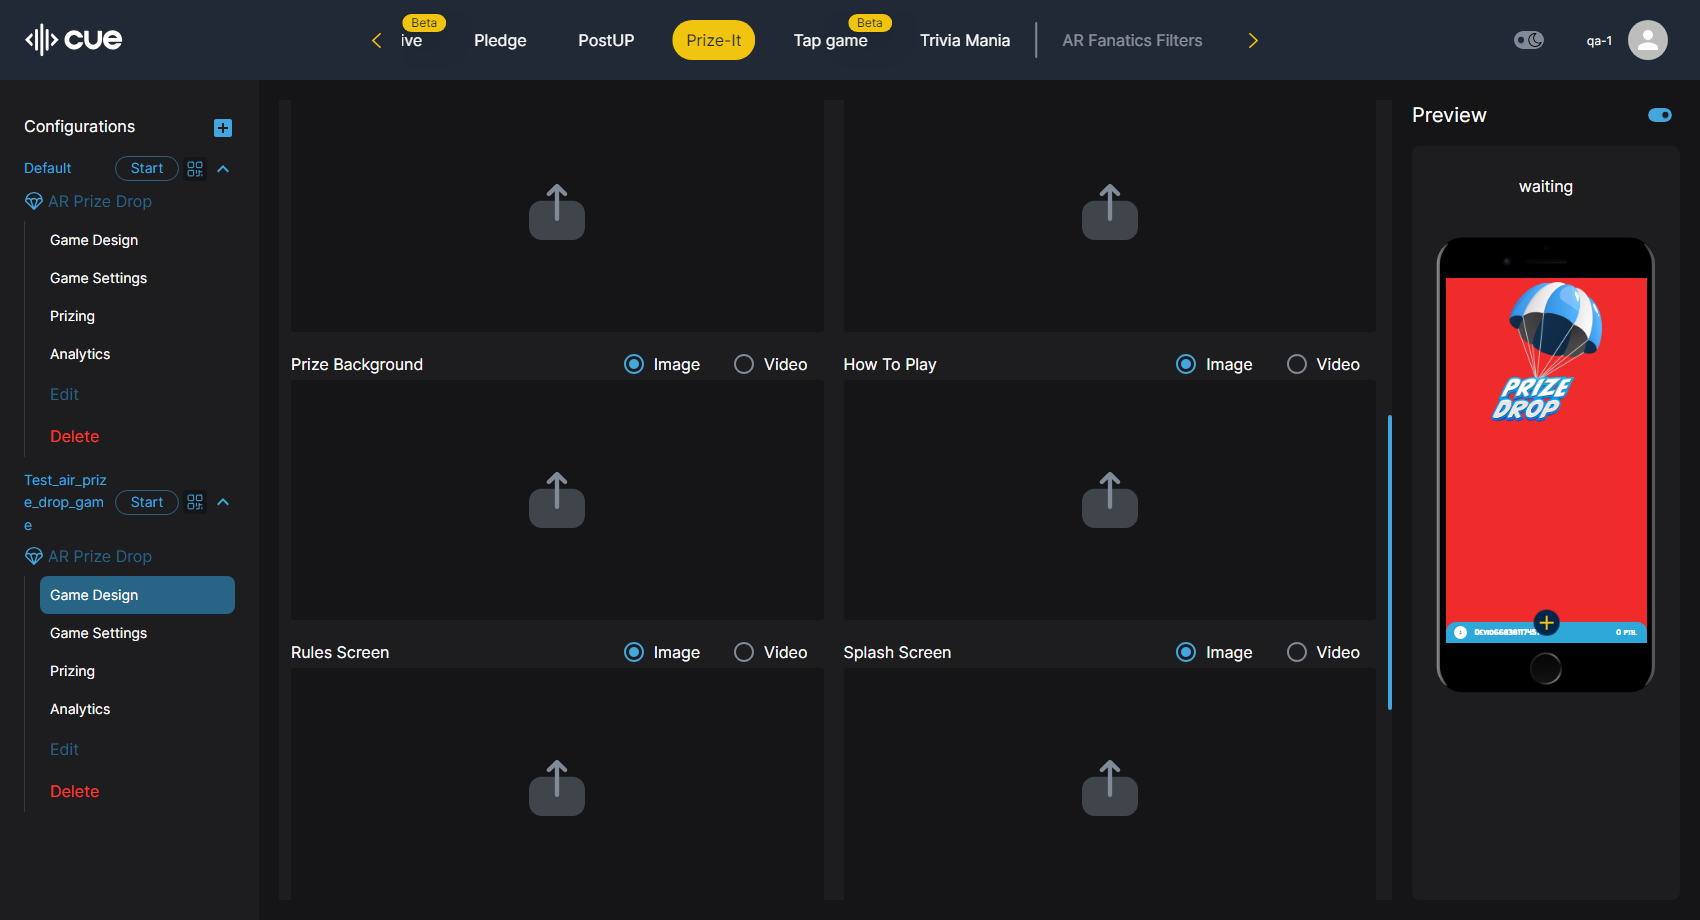 cue
Beta
Beta
ive
Pledge
PostUP
Prize-It
Tap game
Trivia Mania
AR Fanatics Filters
qa-1
Configurations
Default
Start
AR Prize Drop
Game Design
Game Settings
Prizing
Analytics
Edit
Delete
Test_air_priz
e_drop_gam
e
Start
AR Prize Drop
Game Design
Game Settings
Prizing
Analytics
Edit
Delete
Prize Background
Image
Video
How To Play
Image
Video
Rules Screen
Image
Video
Splash Screen
Image
Video
Preview
waiting
PRIZE
DROP
0 PTS.